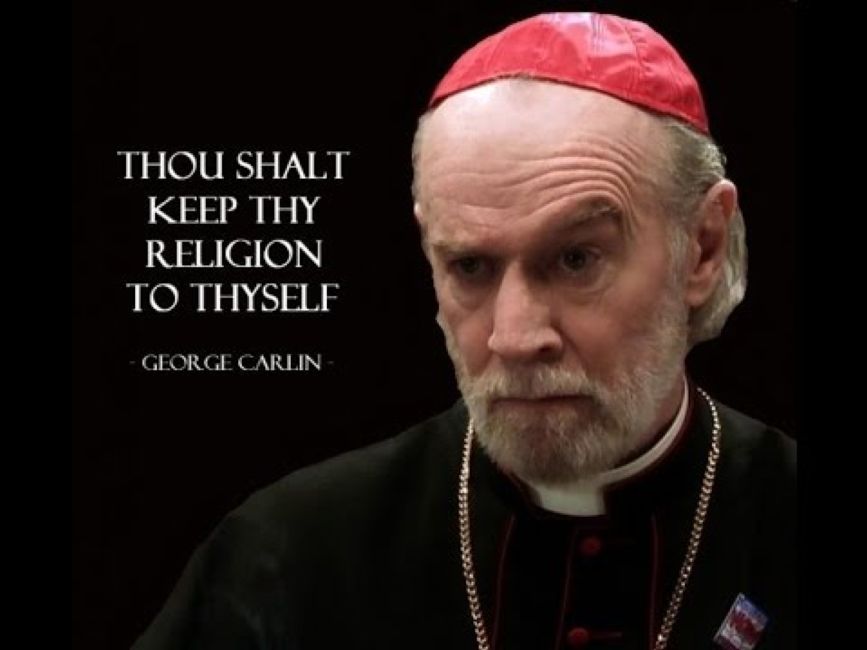 THOU SHALT
KEEP THY
RELIGION
TO THYSELF
- GEORGE CARLIN -